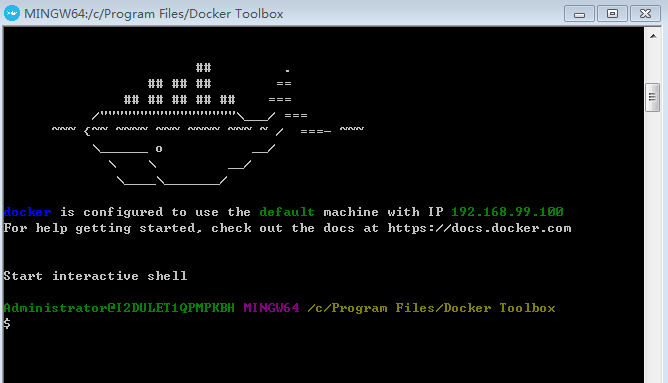 MINGW64:/c/Program Files/Docker Toolbox
                        ##         .
                  ## ## ##        ==
               ## ## ## ## ##    ===
           /"""""""""""""""""\___/ ===
      ~~~ {~~ ~~~~ ~~~ ~~~~ ~~~ ~ /  ===- ~~~
           \______ o           __/
             \    \         __/
              \____\_______/
docker is configured to use the default machine with IP 192.168.99.100
For help getting started, check out the docs at https://docs.docker.com
Start interactive shell
Administrator@I2DULET1QPMPKBH MINGW64 /c/Program Files/Docker Toolbox
$